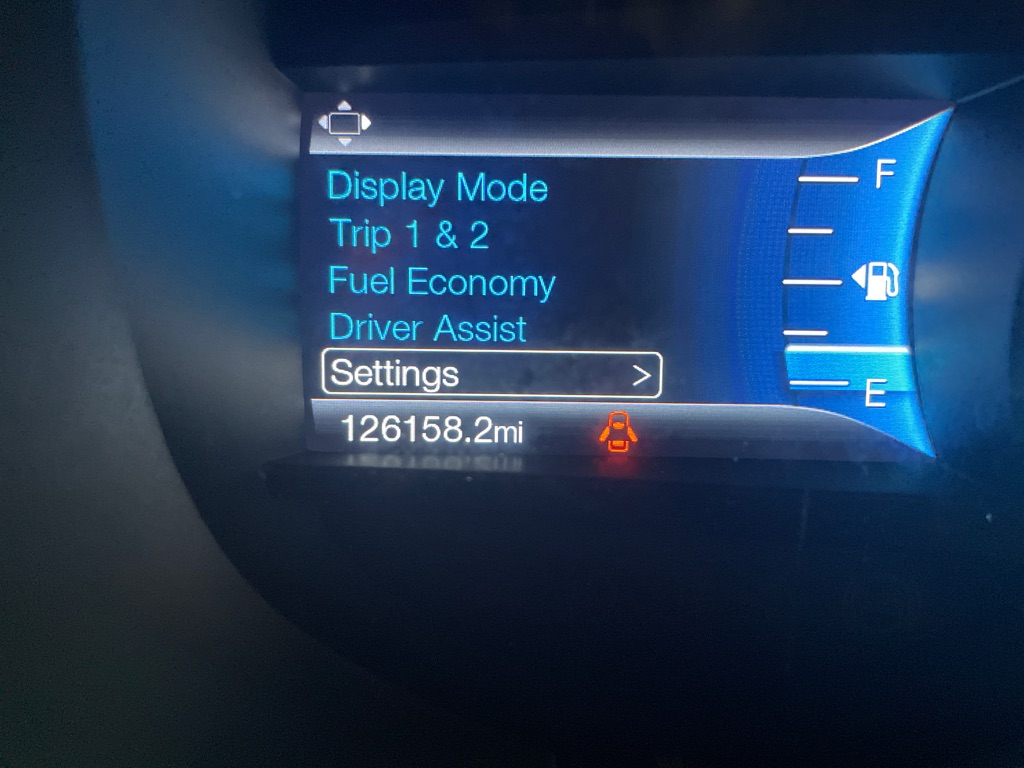 Display Mode
Trip 1 & 2
Fuel Economy
Driver Assist
Settings >
126158.2mi
F
E